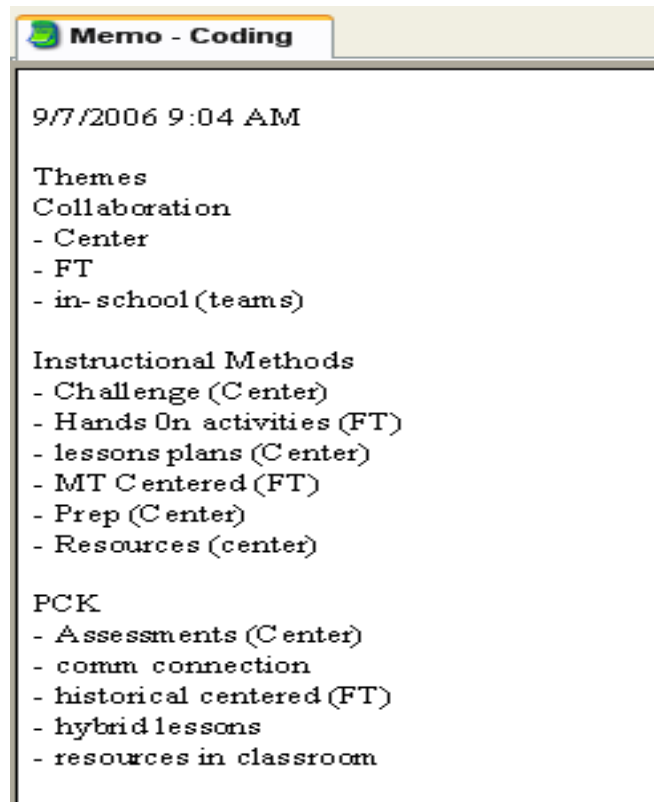 Memo - Coding
9/7/2006 9:04 AM
Themes
Collaboration
- Center
- FT
- in-school (teams)
Instructional Methods
- Challenge (Center)
- Hands 0n activities (FT)
- lessons plans (Center)
- MT Centered (FT)
- Prep (Center)
- Resources (center)
PCK
- Assessments (Center)
- comm connection
- historical centered (FT)
- hybrid lessons
- resources in classroom